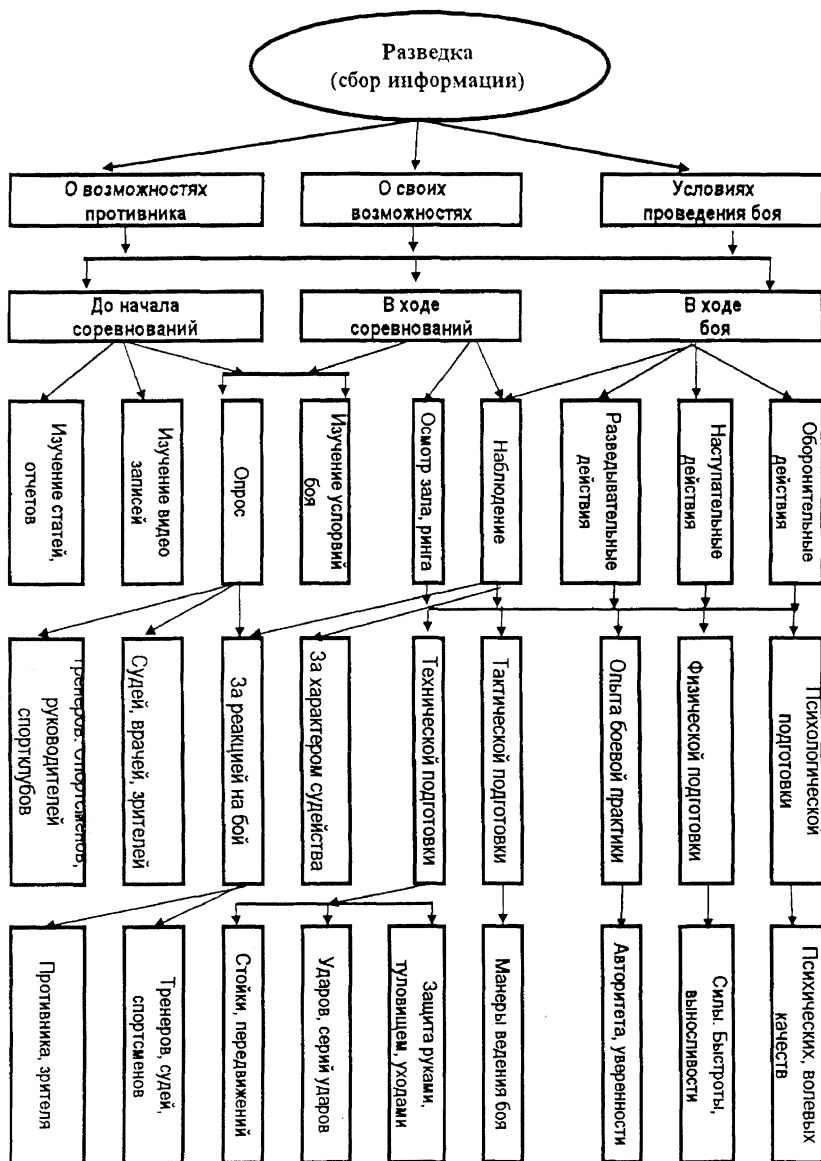 Разведка
(сбор информации)
О возможностях
противника
О своих
возможностях
Условиях
проведения боя
До начала
соревнований
В ходе
соревнований
В ходе
боя
Изучение статей,
отчетов
Изучение видео
записей
Опрос
Изучение услорвий
боя
Осмотр зала, ринга
Наблюдение
Разведывательные
действия
Наступательные
действия
Оборонительные
действия
тренеров. спортсменов,
руководителей
спортклубов
Судей, врачей, зрителей
За реакцией на бой
За характером судейства
Технической подготовки
Тактической подготовки
Опыта боевой практики
Физической подготовки
Психологической
подготовки
Противника, зрителя
Тренеров, судей,
спортсменов
Стойки, передвижений
Ударов, серий ударов
Защита руками,
туловищем, уходами
Манеры ведения боя
Авторитета, уверенности
Силы. Быстроты,
выносливости
Психических, волевых
качеств